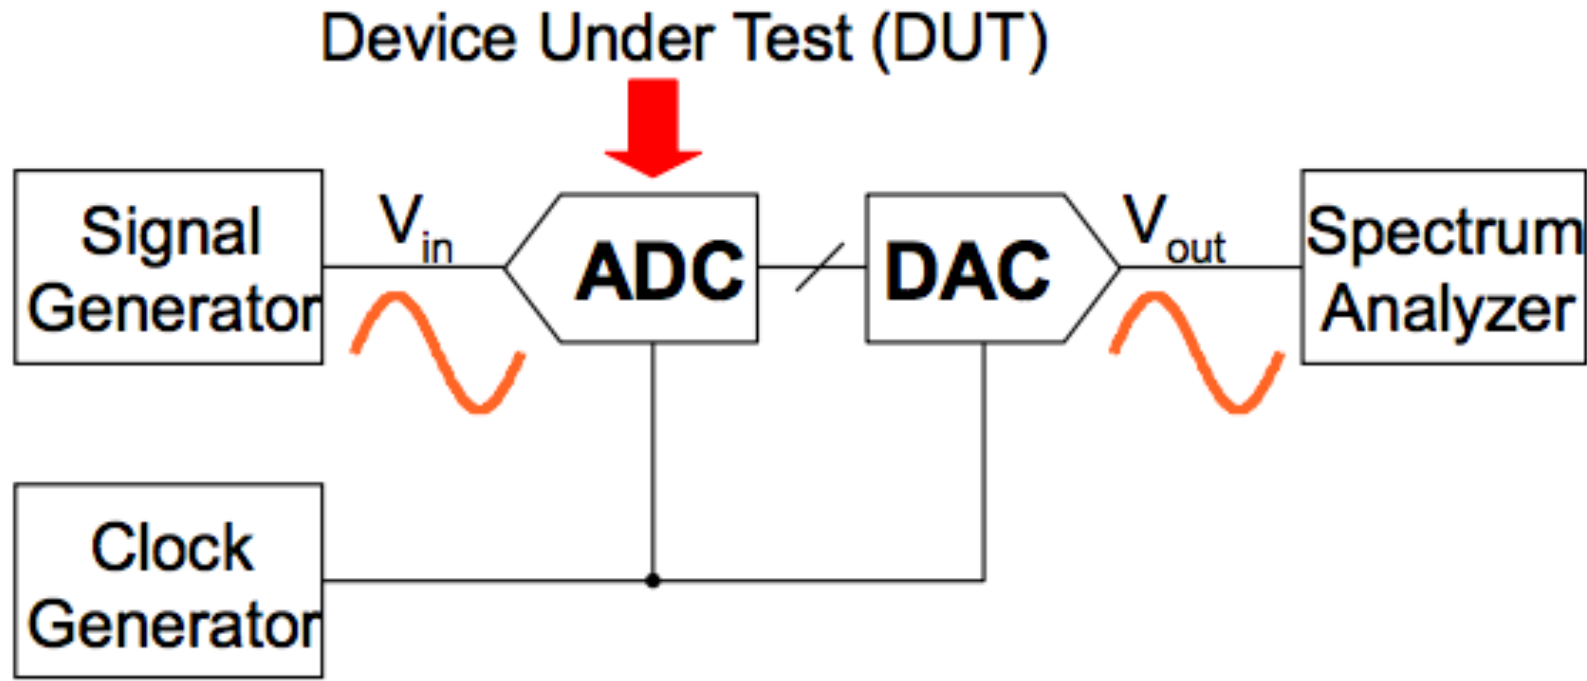 Device Under Test (DUT)
Signal
Generator
Vin
ADC
DAC
Vout
Spectrum
Analyzer
Clock
Generator